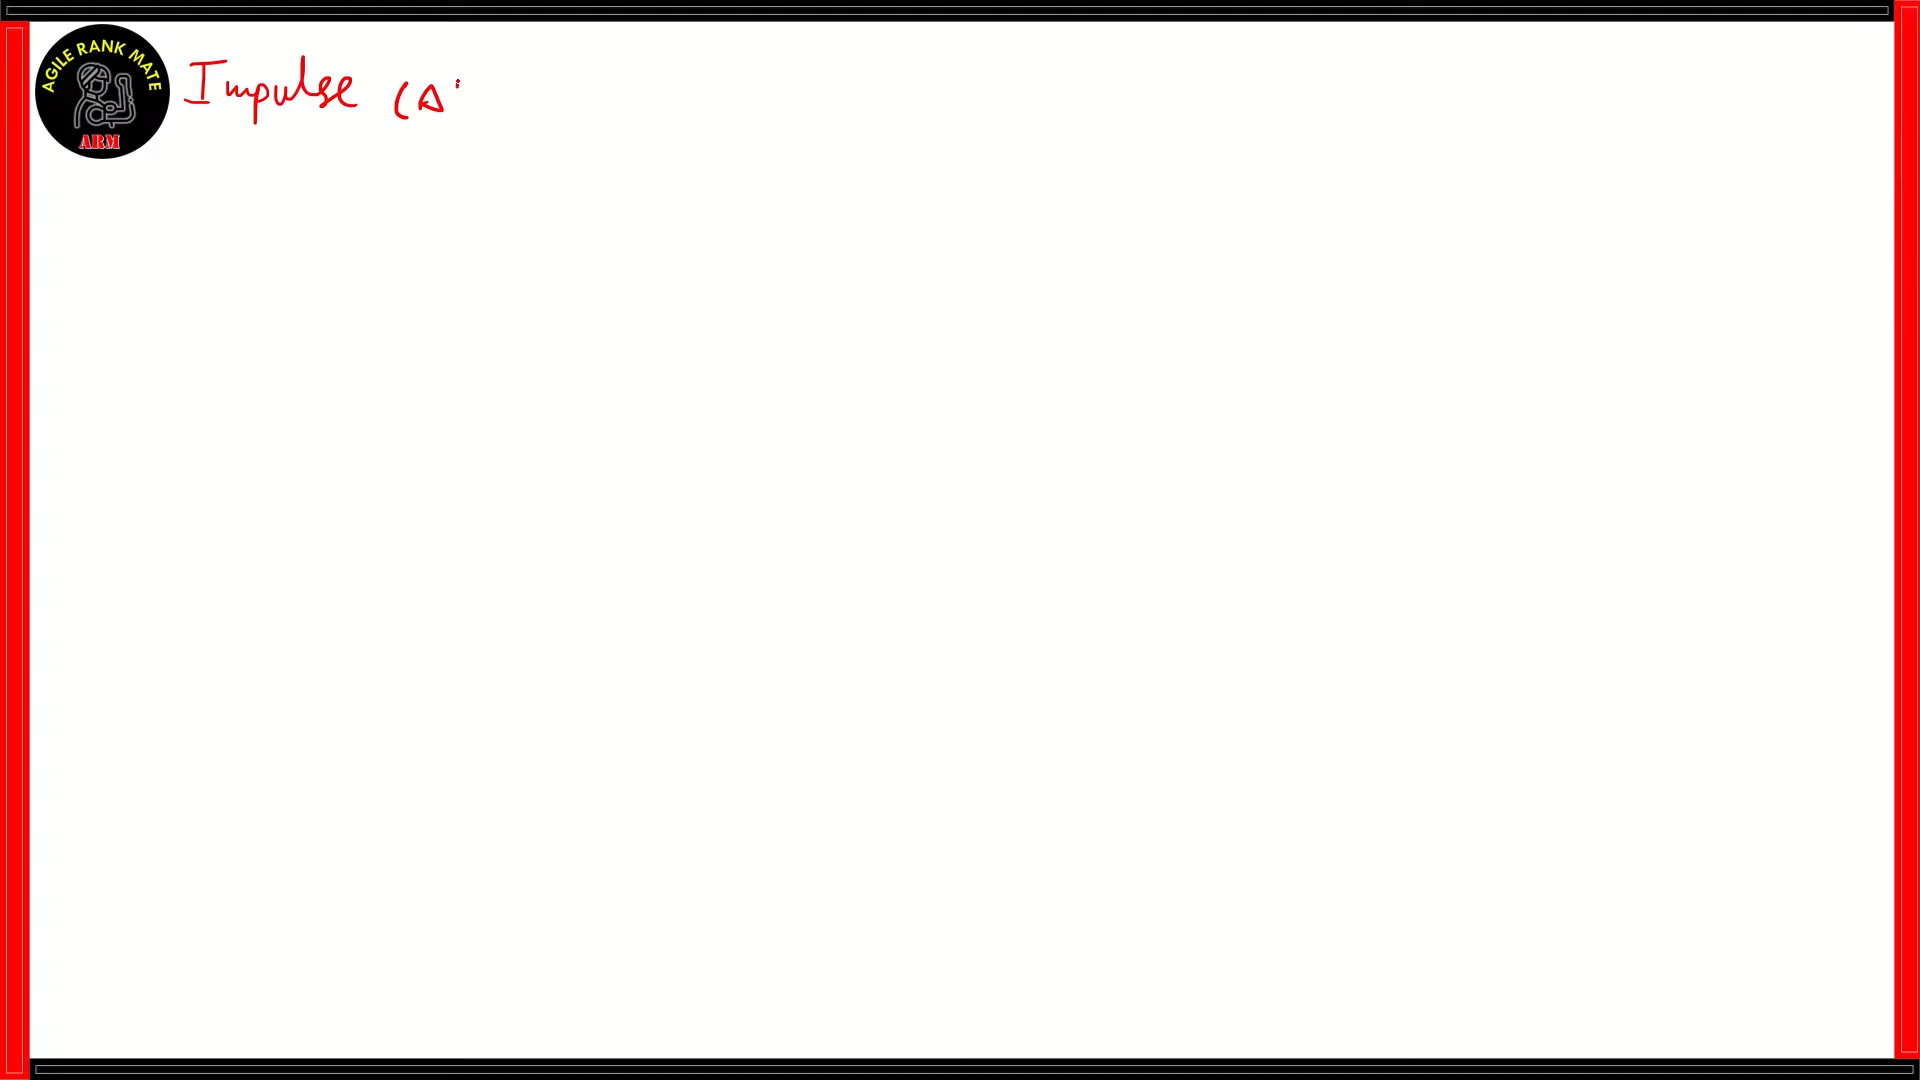 AGILE RANK MATE
ARM
Impulse (Δ